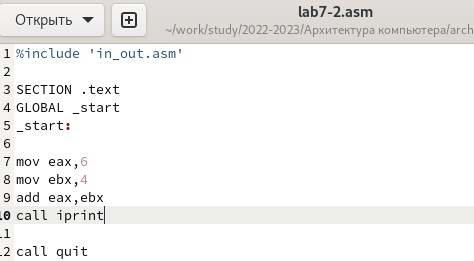 Открыть
lab7-2.asm
~/work/study/2022-2023/Архитектура компьютера/arch
1 %include 'in_out.asm'
2
3 SECTION .text
4 GLOBAL _start
5 _start:
6
7 mov eax,6
8 mov ebx,4
9 add eax,ebx
10 call iprint
11
12 call quit